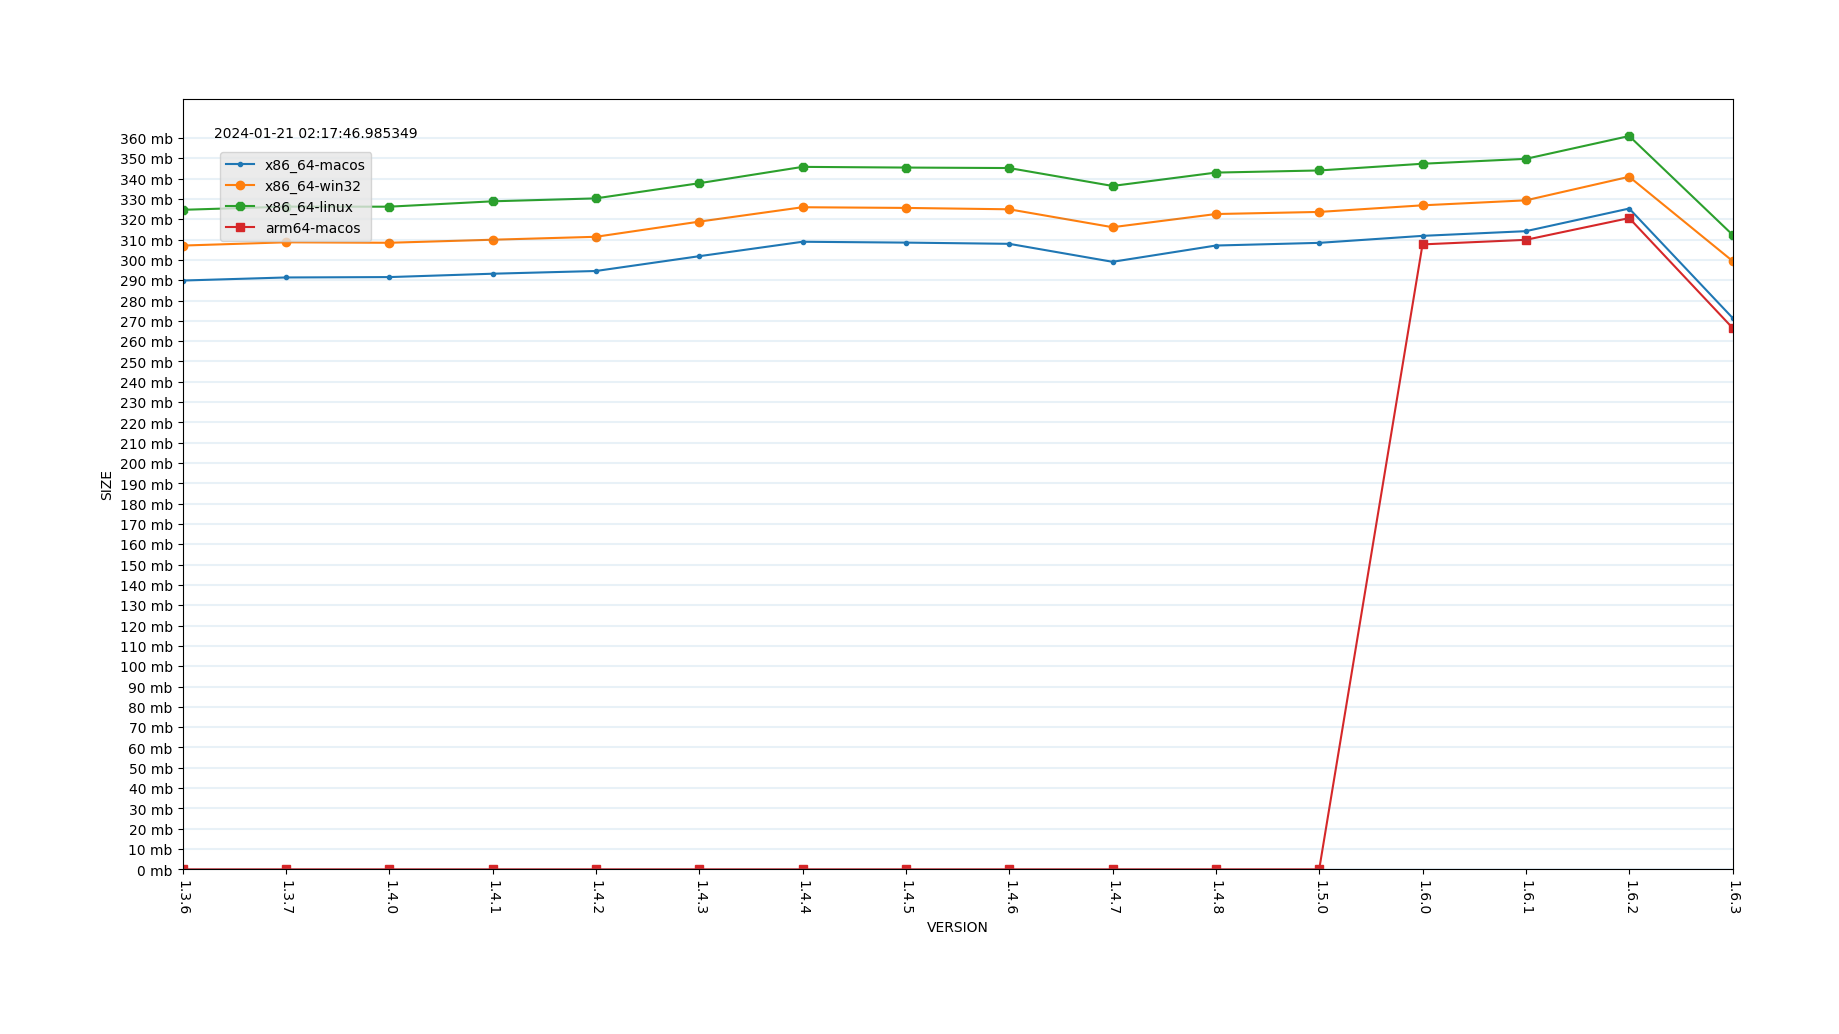 2024-01-21 02:17:46.985349
x86_64-macos
x86_64-win32
x86_64-linux
arm64-macos
360 mb
350 mb
340 mb
330 mb
320 mb
310 mb
300 mb
290 mb
280 mb
270 mb
260 mb
250 mb
240 mb
230 mb
220 mb
210 mb
200 mb
190 mb
180 mb
170 mb
160 mb
150 mb
140 mb
130 mb
120 mb
110 mb
100 mb
90 mb
80 mb
70 mb
60 mb
50 mb
40 mb
30 mb
20 mb
10 mb
0 mb
SIZE
1.3.6
1.3.7
1.4.0
1.4.1
1.4.2
1.4.3
1.4.4
1.4.5
1.4.6
1.4.7
1.4.8
1.5.0
1.6.0
1.6.1
1.6.2
1.6.3
VERSION